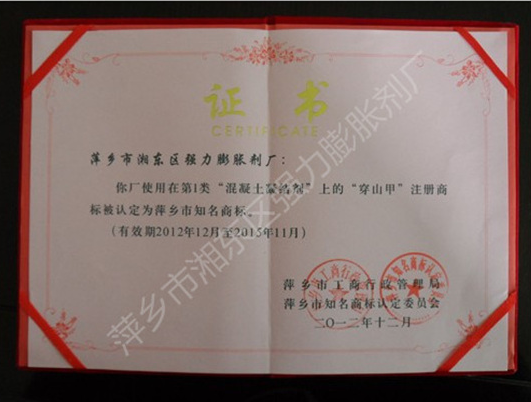 证书
CERTIFICATE
萍乡市湘东区强力膨胀剂厂：
你厂使用在第1类“混凝土凝结剂”上的“穿山甲”注册商
标被认定为萍乡市知名商标。
（有效期2012年12月至2015年11月）
萍乡市工商行政管理局
萍乡市知名商标认定委员会
二〇一二年十二月
萍乡市湘东区强力膨胀剂厂